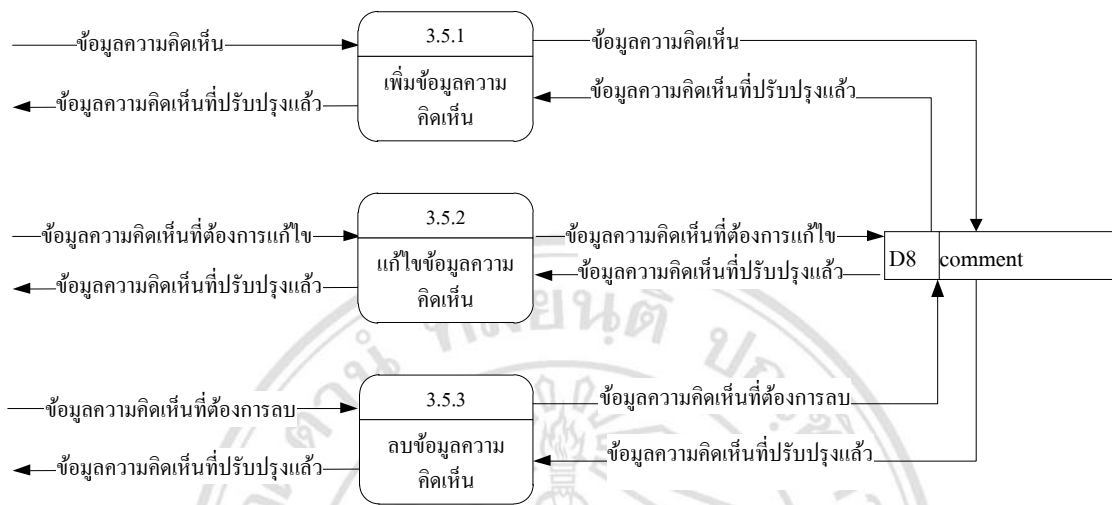 ข้อมูลความคิดเห็น
3.5.1
ข้อมูลความคิดเห็น
ข้อมูลความคิดเห็นที่ปรับปรุงแล้ว
เพิ่มข้อมูลความ
คิดเห็น
ข้อมูลความคิดเห็นที่ปรับปรุงแล้ว
ข้อมูลความคิดเห็นที่ต้องการแก้ไข
3.5.2
ข้อมูลความคิดเห็นที่ต้องการแก้ไข
ข้อมูลความคิดเห็นที่ปรับปรุงแล้ว
แก้ไขข้อมูลความ
คิดเห็น
ข้อมูลความคิดเห็นที่ปรับปรุงแล้ว
D8 comment
ข้อมูลความคิดเห็นที่ต้องการลบ
3.5.3
ข้อมูลความคิดเห็นที่ต้องการลบ
ข้อมูลความคิดเห็นที่ปรับปรุงแล้ว
ลบข้อมูลความ
คิดเห็น
ข้อมูลความคิดเห็นที่ปรับปรุงแล้ว